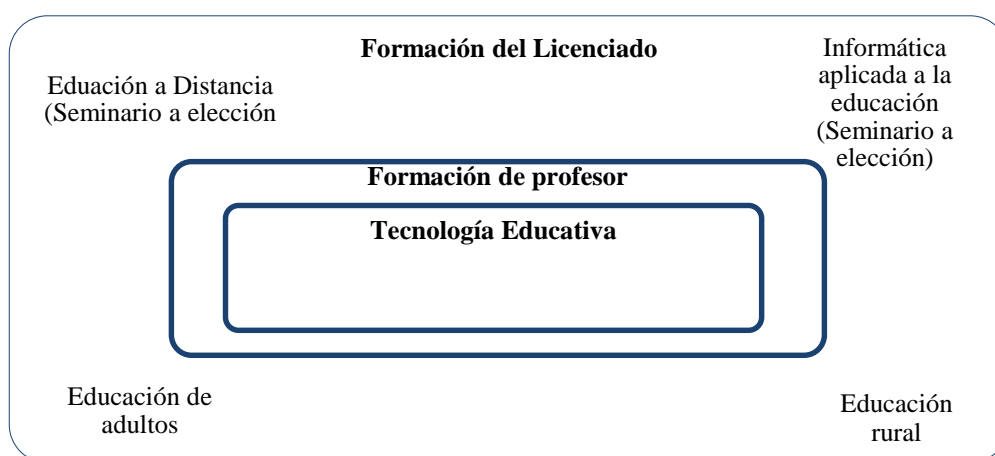 Formación del Licenciado
Eduación a Distancia
(Seminario a elección
Informática
aplicada a la
educación
(Seminario a
elección)
Formación de profesor
Tecnología Educativa
Educación de
adultos
Educación
rural